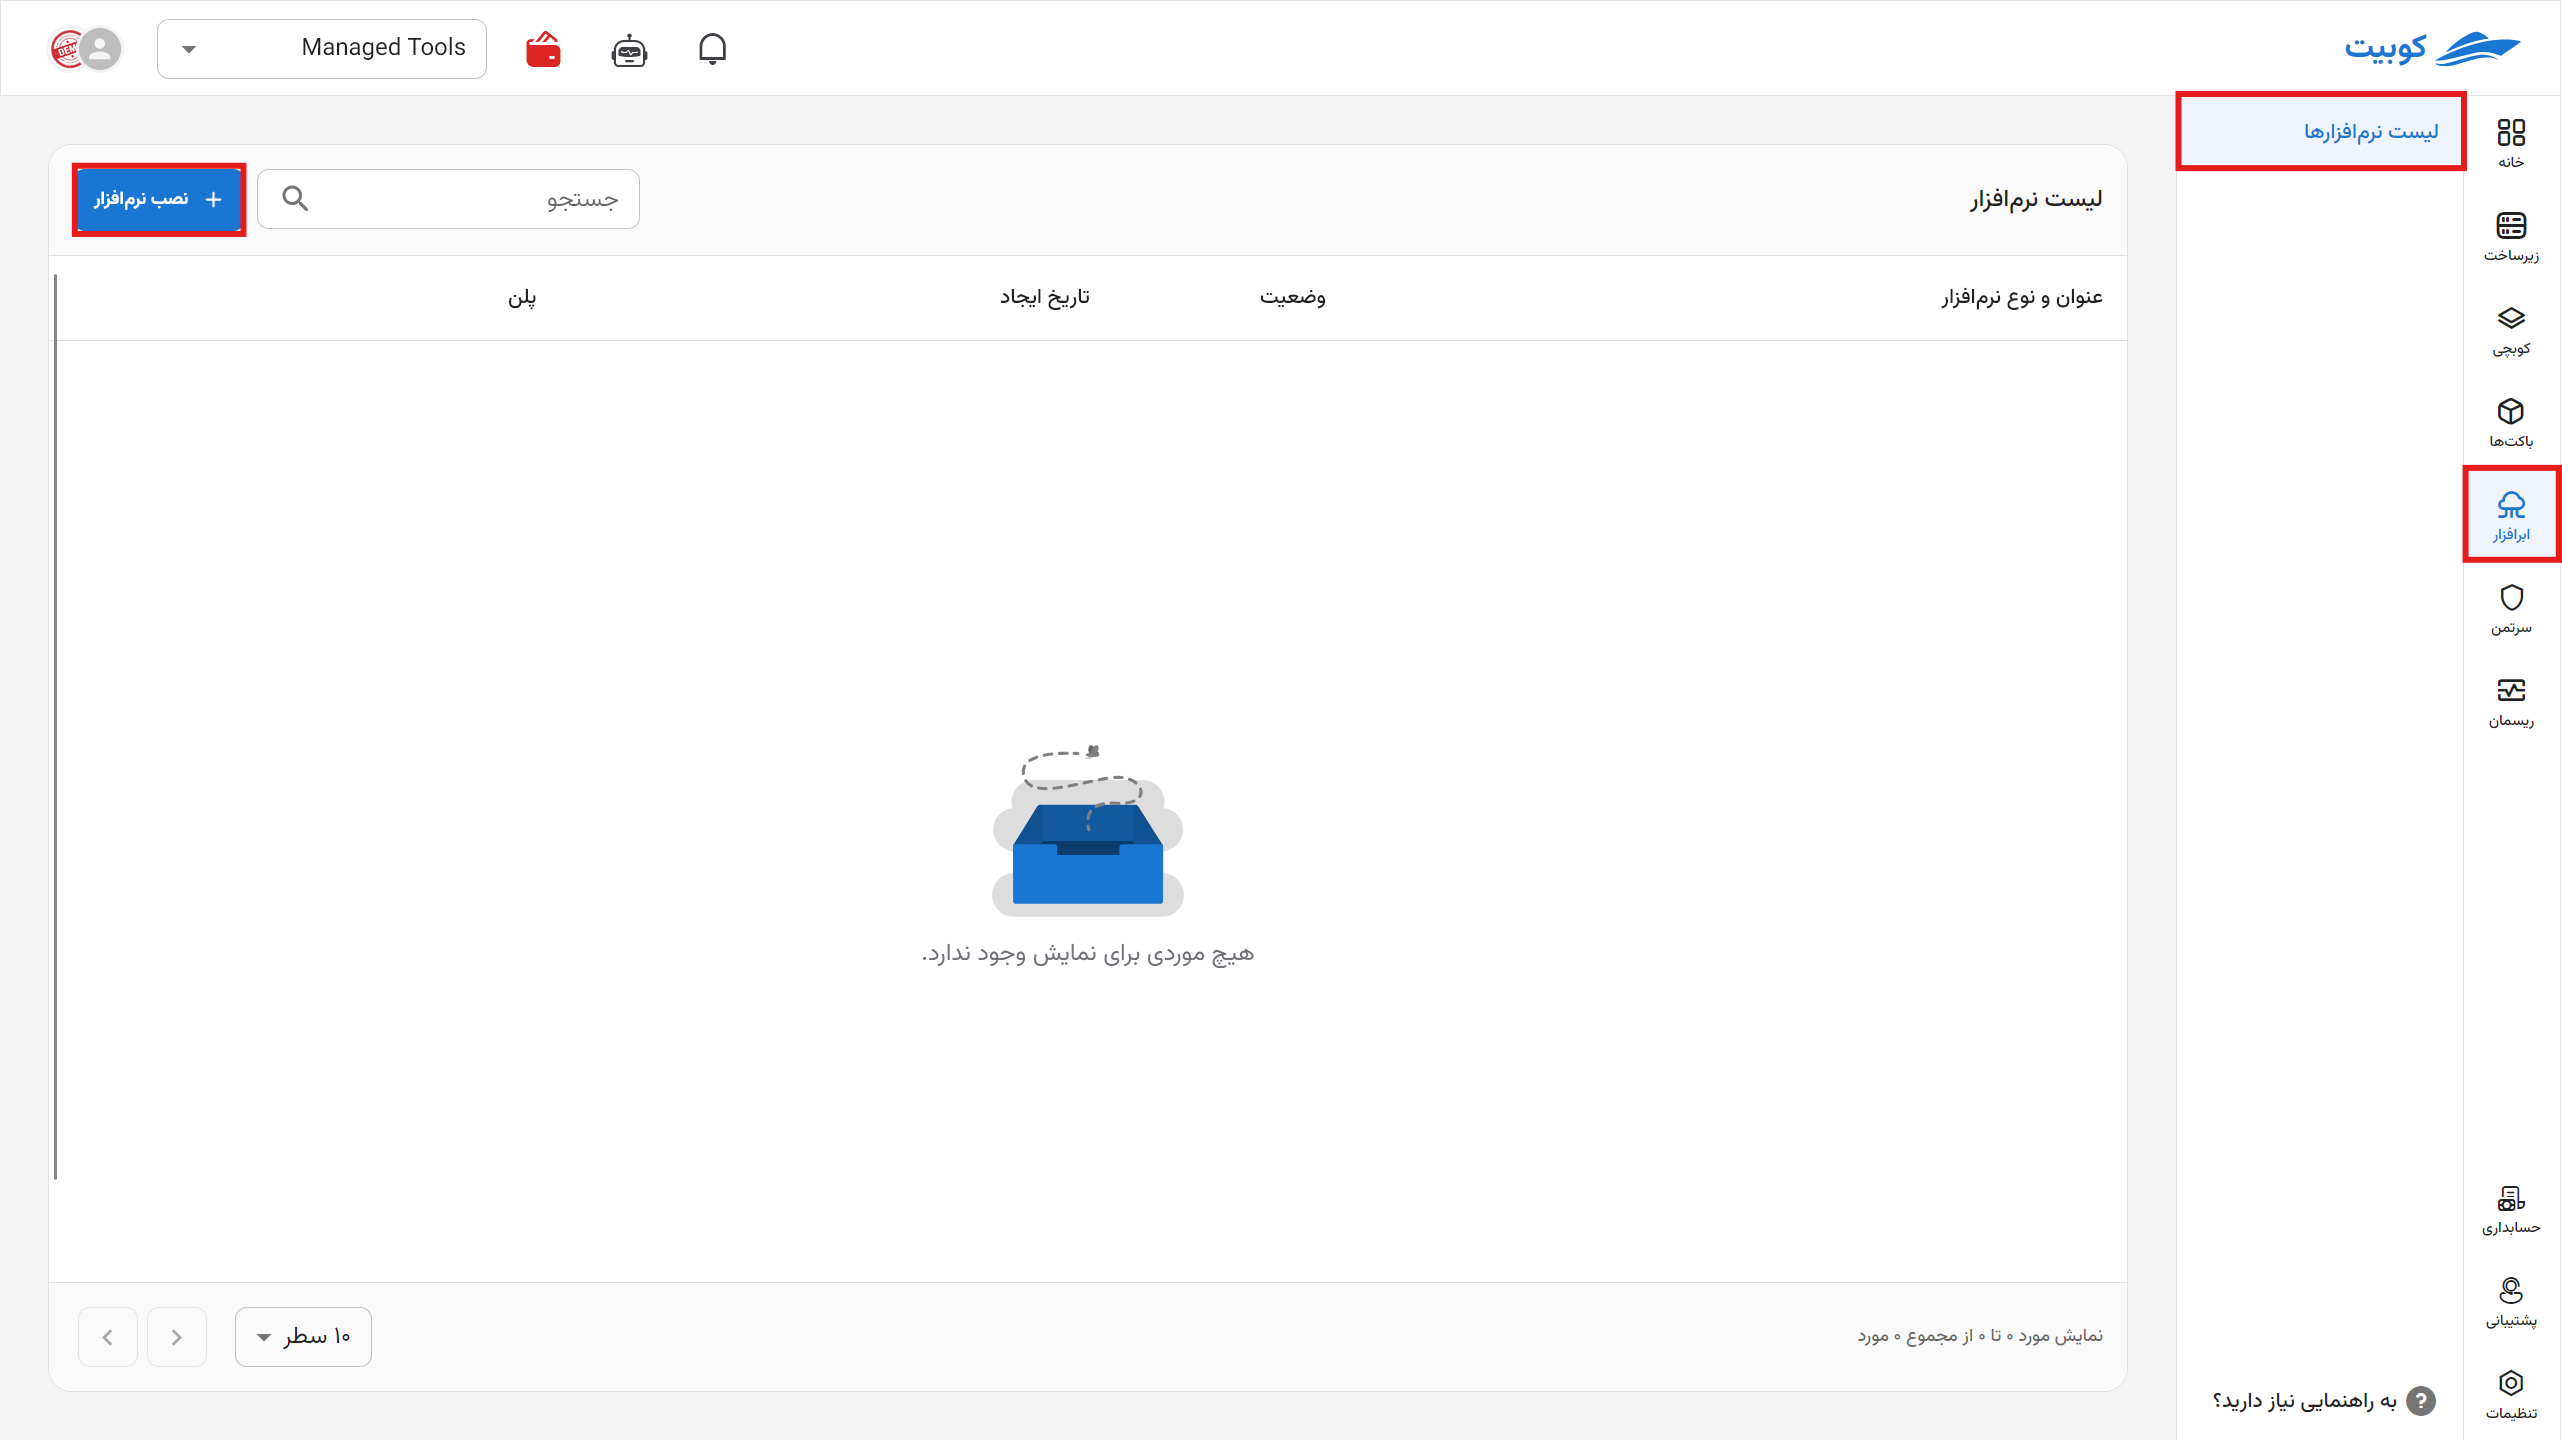 کوبیت
Managed Tools
DEMO
لیست نرم‌افزارها
خانه
زیرساخت
کوبچی
باکت‌ها
ابرافزار
سرتمن
ریسمان
حسابداری
پشتیبانی
تنظیمات
به راهنمایی نیاز دارید؟
لیست نرم‌افزار
جستجو
نصب نرم‌افزار
عنوان و نوع نرم‌افزار
وضعیت
تاریخ ایجاد
پلن
هیچ موردی برای نمایش وجود ندارد.
نمایش مورد ۰ تا ۰ از مجموع ۰ مورد
۱۰ سطر